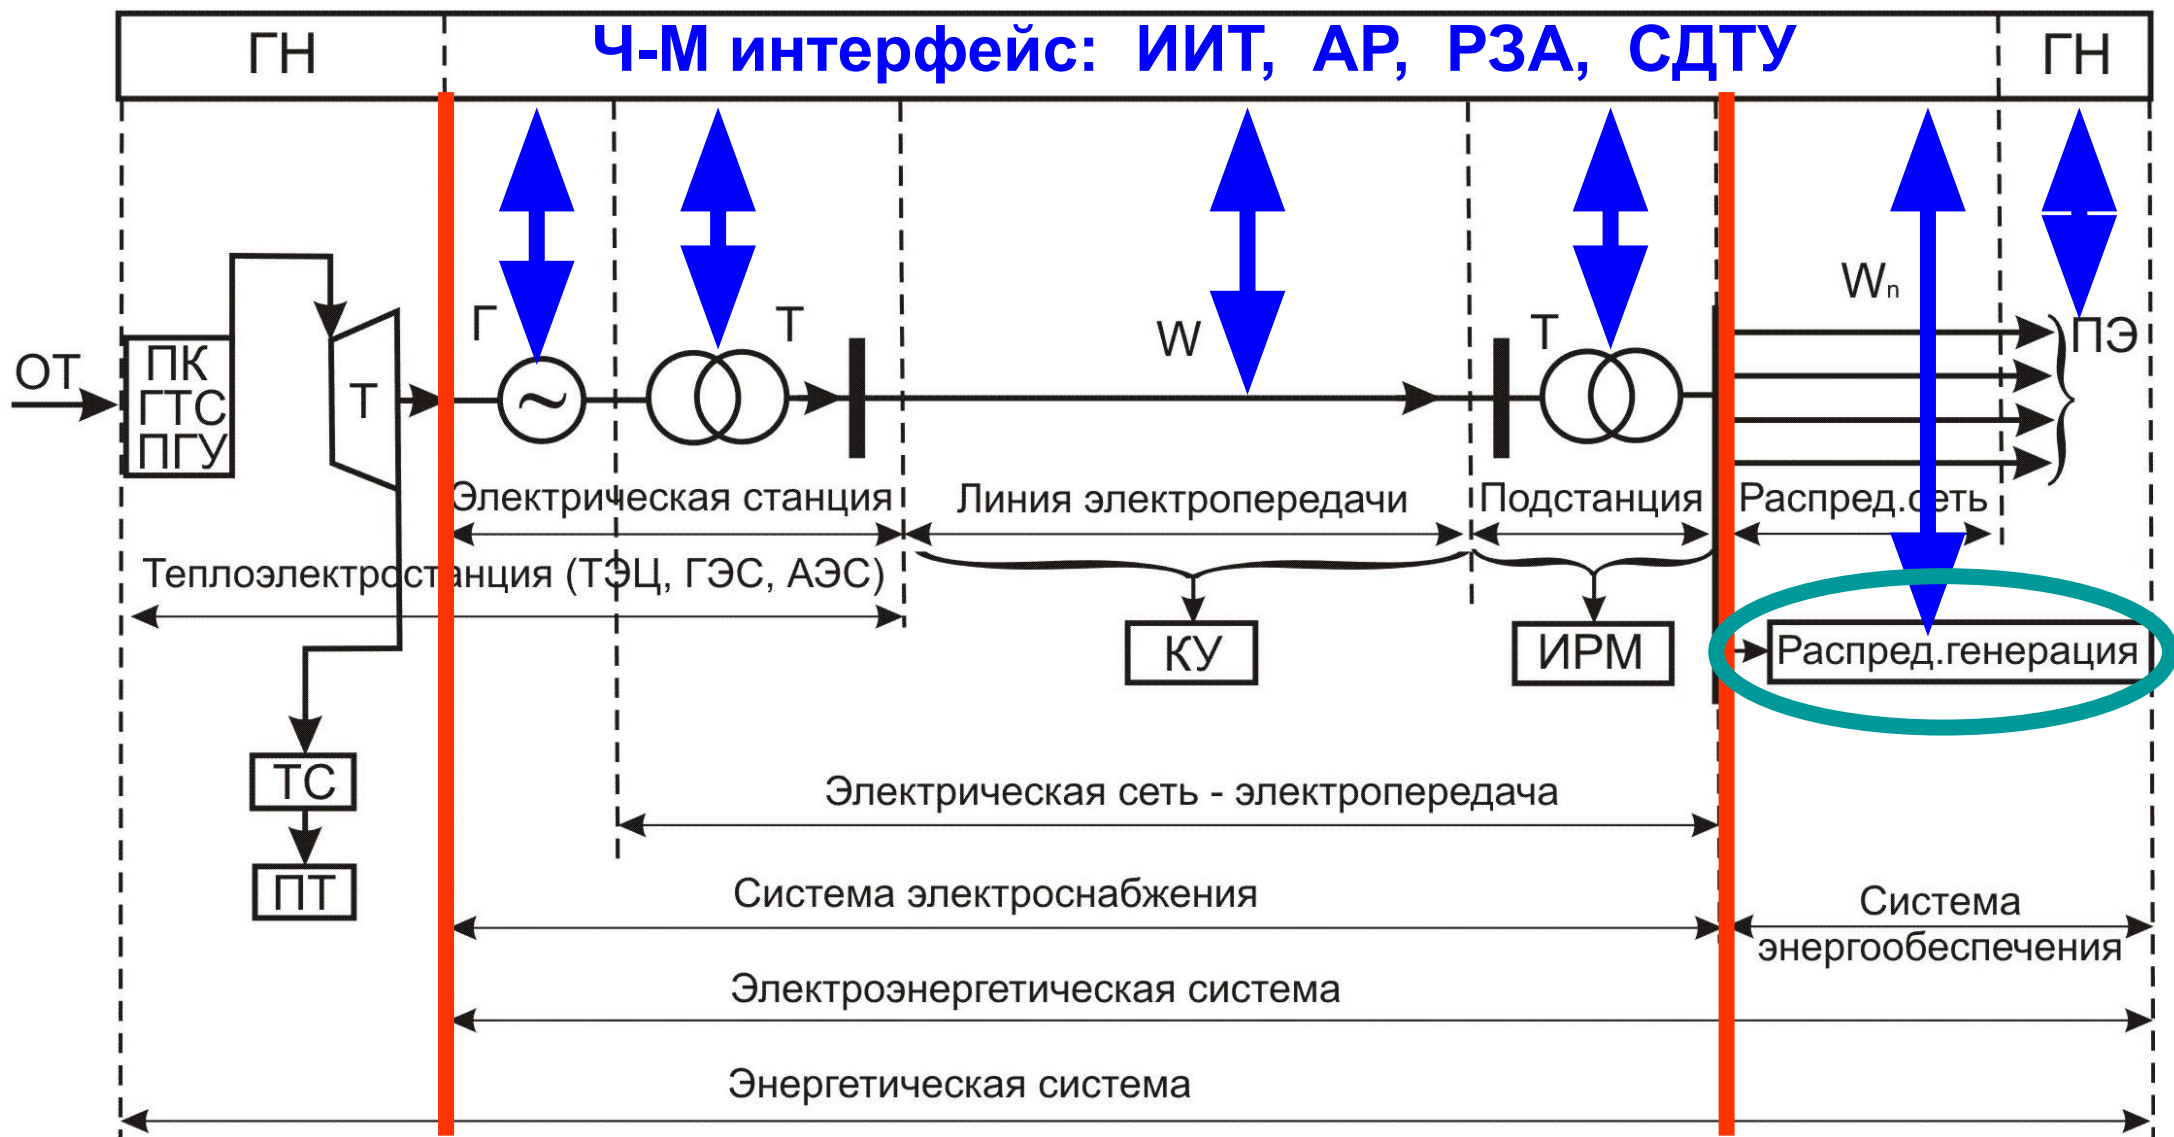 ГН
Ч-М интерфейс: ИИТ, АР, РЗА, СДТУ
ГН
ОТ
ПК
ГТС
ПГУ
Т
Г
Т
W
Т
Wn
ПЭ
Электрическая станция
Линия электропередачи
Подстанция
Распред.сеть
Теплоэлектростанция (ТЭЦ, ГЭС, АЭС)
КУ
ИРМ
Распред.генерация
ТС
ПТ
Электрическая сеть - электропередача
Система электроснабжения
Система
энергообеспечения
Электроэнергетическая система
Энергетическая система